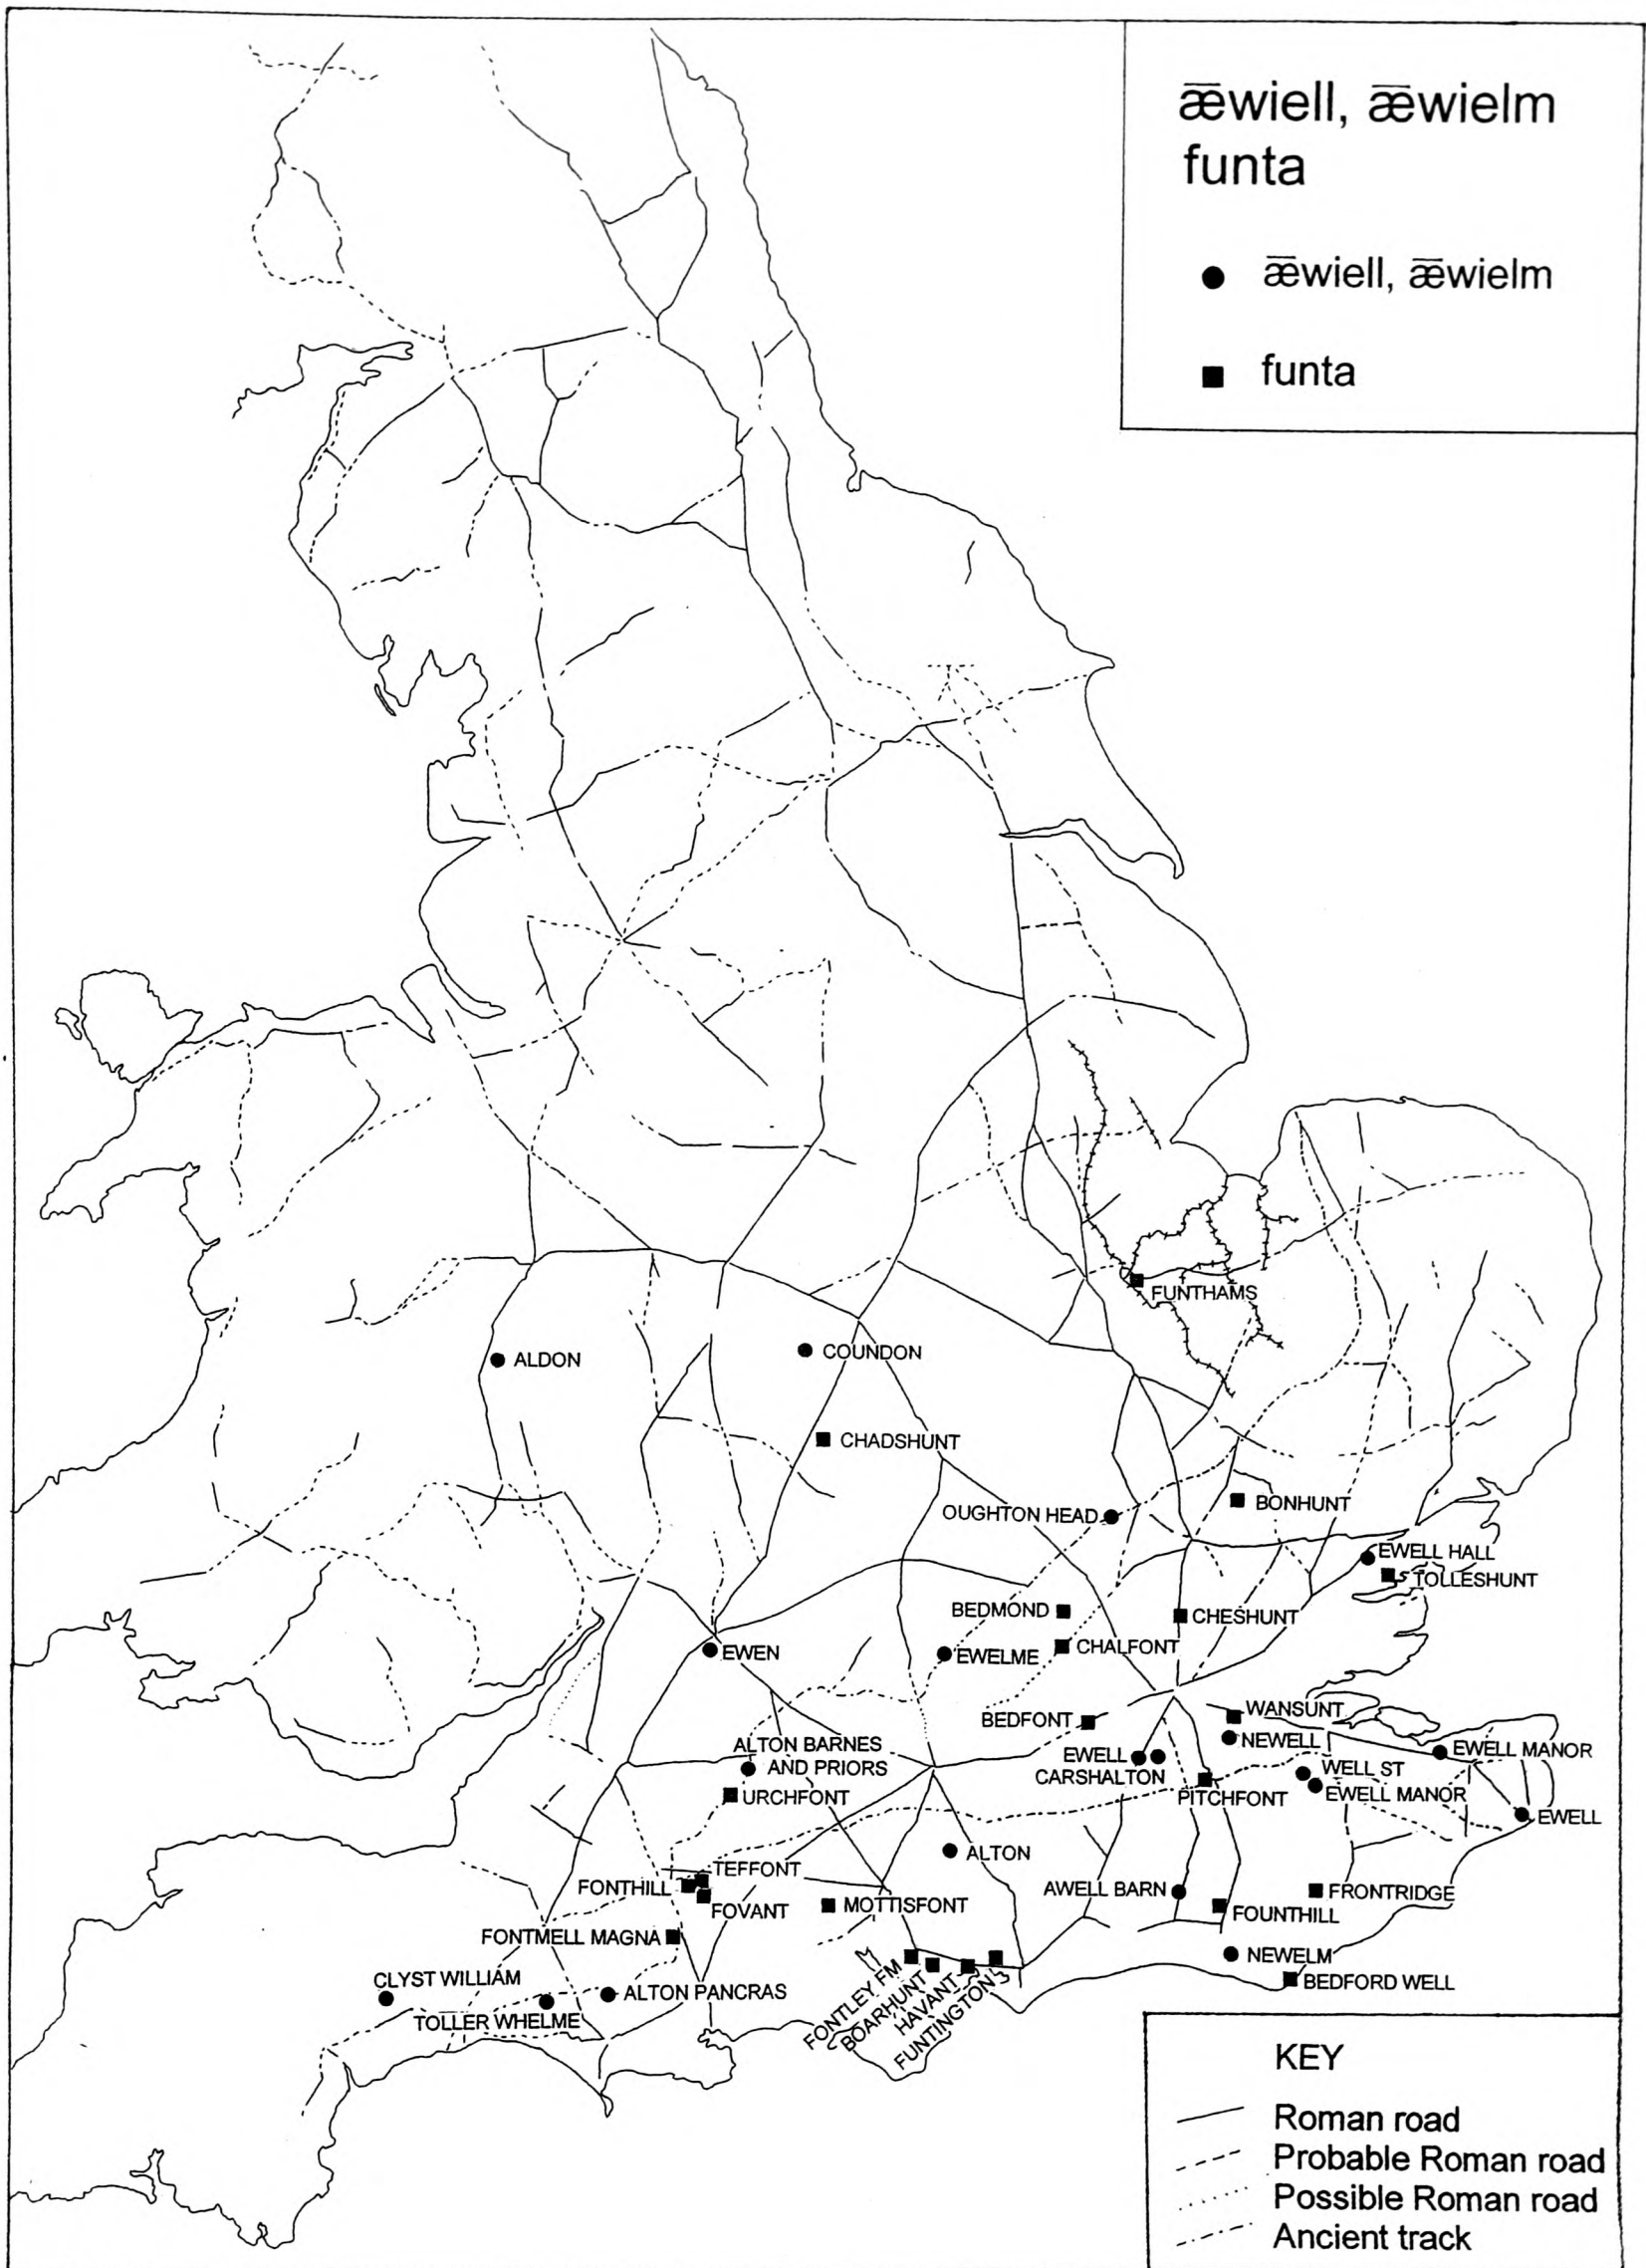 ǣwiell, ǣwielm
funta
ǣwiell, ǣwielm
funta
FUNTHAMS
ALDON
COUNDON
CHADSHUNT
BONHUNT
OUGHTON HEAD
EWELL HALL
TOLLESHUNT
BEDMOND
CHESHUNT
CHALFONT
EWEN
EWELME
WANSUNT
BEDFONT
NEWELL
ALTON BARNES
AND PRIORS
EWELL
CARSHALTON
EWELL MANOR
WELL ST
EWELL MANOR
PITCHFONT
URCHFONT
EWELL
ALTON
TEFFONT
FONTHILL
FOVANT
MOTTISFONT
AWELL BARN
FRONTRIDGE
FOUNTHILL
FONTMELL MAGNA
NEWELM
BEDFORD WELL
CLYST WILLIAM
ALTON PANCRAS
TOLLER WHELME
FONTLEY FM
BOARHUNT
HAVANT
FUNTINGTON
KEY
Roman road
Probable Roman road
Possible Roman road
Ancient track